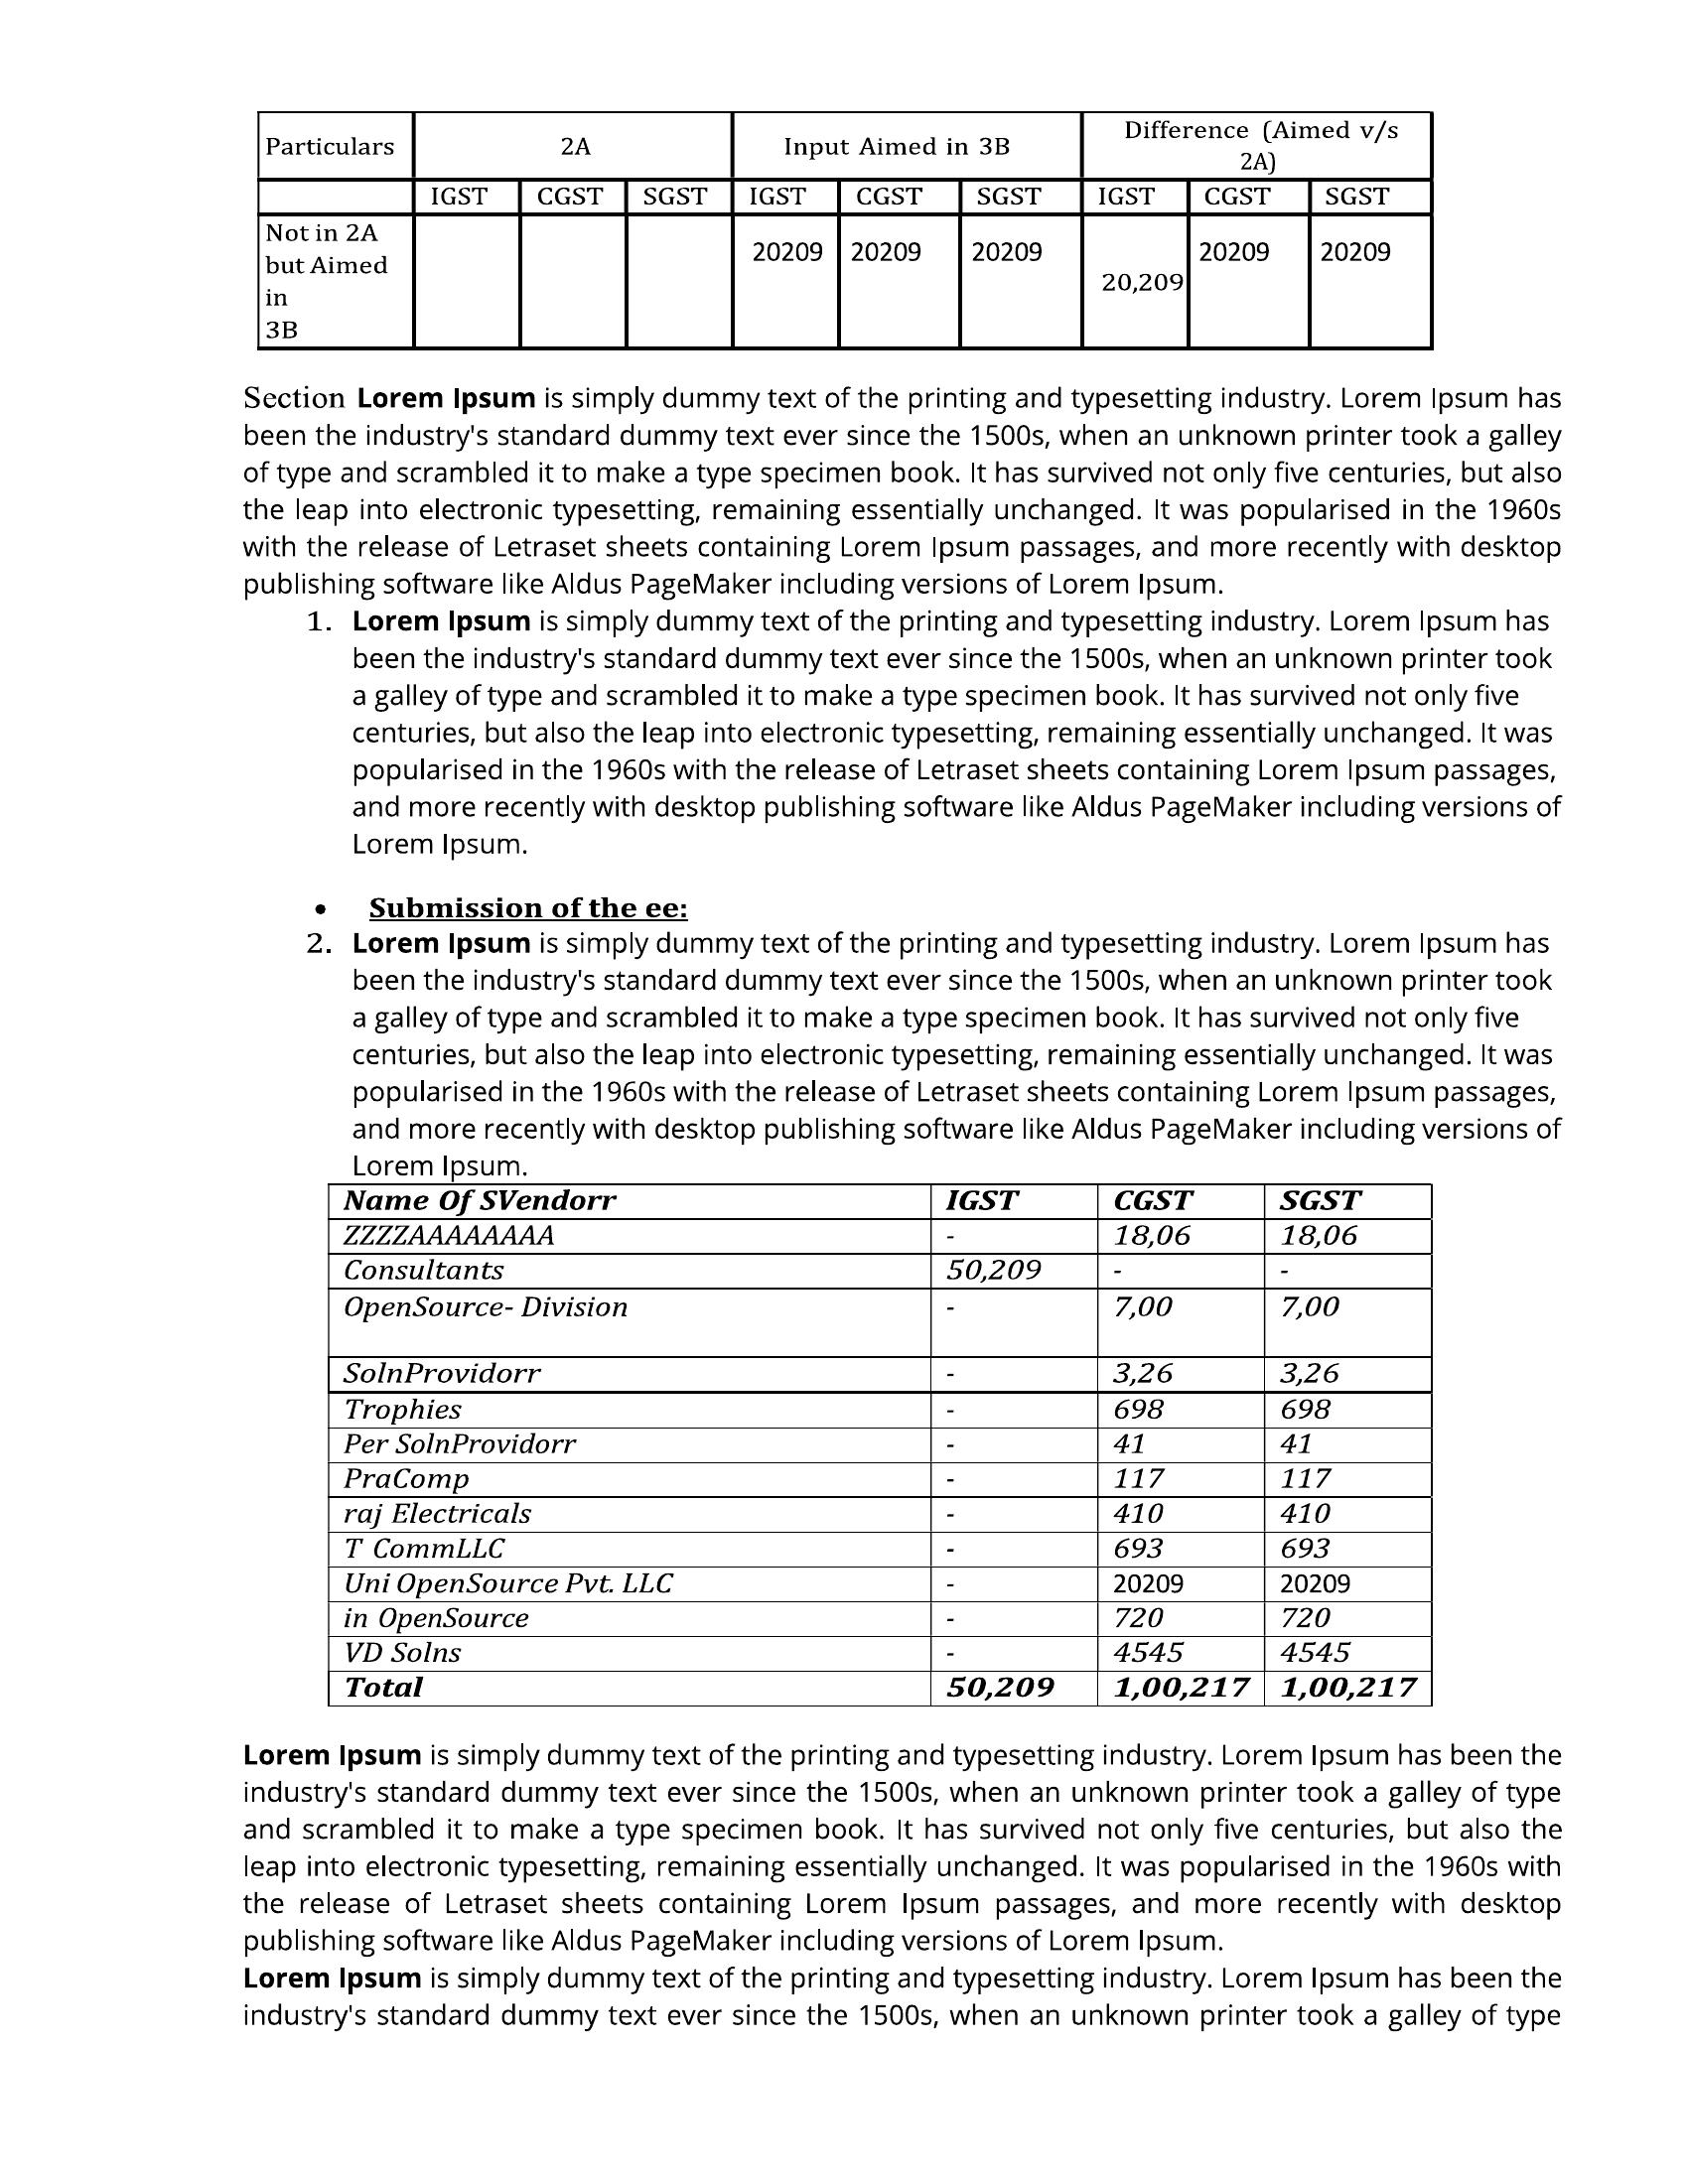 Particulars 2A Input Aimed in 3B Difference (Aimed v/s
2A)
IGST CGST SGST IGST CGST SGST IGST CGST SGST
Not in 2A
but Aimed
in
3B
20209 20209 20209 20,209 20209 20209
Section Lorem Ipsum is simply dummy text of the printing and typesetting industry. Lorem Ipsum has
been the industry's standard dummy text ever since the 1500s, when an unknown printer took a galley
of type and scrambled it to make a type specimen book. It has survived not only five centuries, but also
the leap into electronic typesetting, remaining essentially unchanged. It was popularised in the 1960s
with the release of Letraset sheets containing Lorem Ipsum passages, and more recently with desktop
publishing software like Aldus PageMaker including versions of Lorem Ipsum.
1. Lorem Ipsum is simply dummy text of the printing and typesetting industry. Lorem Ipsum has
been the industry's standard dummy text ever since the 1500s, when an unknown printer took
a galley of type and scrambled it to make a type specimen book. It has survived not only five
centuries, but also the leap into electronic typesetting, remaining essentially unchanged. It was
popularised in the 1960s with the release of Letraset sheets containing Lorem Ipsum passages,
and more recently with desktop publishing software like Aldus PageMaker including versions of
Lorem Ipsum.
• Submission of the ee:
2. Lorem Ipsum is simply dummy text of the printing and typesetting industry. Lorem Ipsum has
been the industry's standard dummy text ever since the 1500s, when an unknown printer took
a galley of type and scrambled it to make a type specimen book. It has survived not only five
centuries, but also the leap into electronic typesetting, remaining essentially unchanged. It was
popularised in the 1960s with the release of Letraset sheets containing Lorem Ipsum passages,
and more recently with desktop publishing software like Aldus PageMaker including versions of
Lorem Ipsum.
Name Of SVendorr IGST CGST SGST
ZZZZAAAAAAAA - 18,06 18,06
Consultants 50,209 - -
OpenSource- Division - 7,00 7,00
SolnProvidorr - 3,26 3,26
Trophies - 698 698
Per SolnProvidorr - 41 41
PraComp - 117 117
raj Electricals - 410 410
T CommLLC - 693 693
Uni OpenSource Pvt. LLC - 20209 20209
in OpenSource - 720 720
VD Solns - 4545 4545
Total 50,209 1,00,217 1,00,217
Lorem Ipsum is simply dummy text of the printing and typesetting industry. Lorem Ipsum has been the
industry's standard dummy text ever since the 1500s, when an unknown printer took a galley of type
and scrambled it to make a type specimen book. It has survived not only five centuries, but also the
leap into electronic typesetting, remaining essentially unchanged. It was popularised in the 1960s with
the release of Letraset sheets containing Lorem Ipsum passages, and more recently with desktop
publishing software like Aldus PageMaker including versions of Lorem Ipsum.
Lorem Ipsum is simply dummy text of the printing and typesetting industry. Lorem Ipsum has been the
industry's standard dummy text ever since the 1500s, when an unknown printer took a galley of type